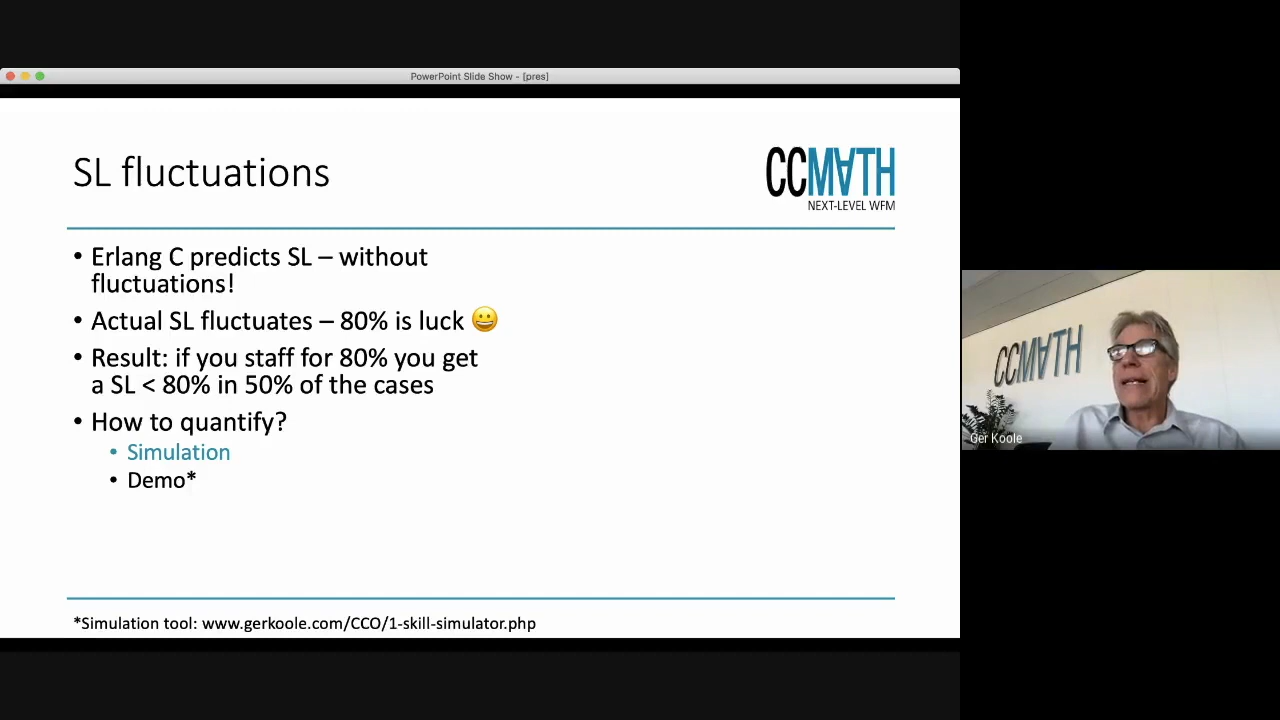 PowerPoint Slide Show - [pres]
SL fluctuations
CCMATH
NEXT-LEVEL WFM
• Erlang C predicts SL – without
fluctuations!
• Actual SL fluctuates – 80% is luck 😀
• Result: if you staff for 80% you get
a SL < 80% in 50% of the cases
• How to quantify?
• Simulation
• Demo*
*Simulation tool: www.gerkoole.com/CCO/1-skill-simulator.php
CCMATH
Ger Koole